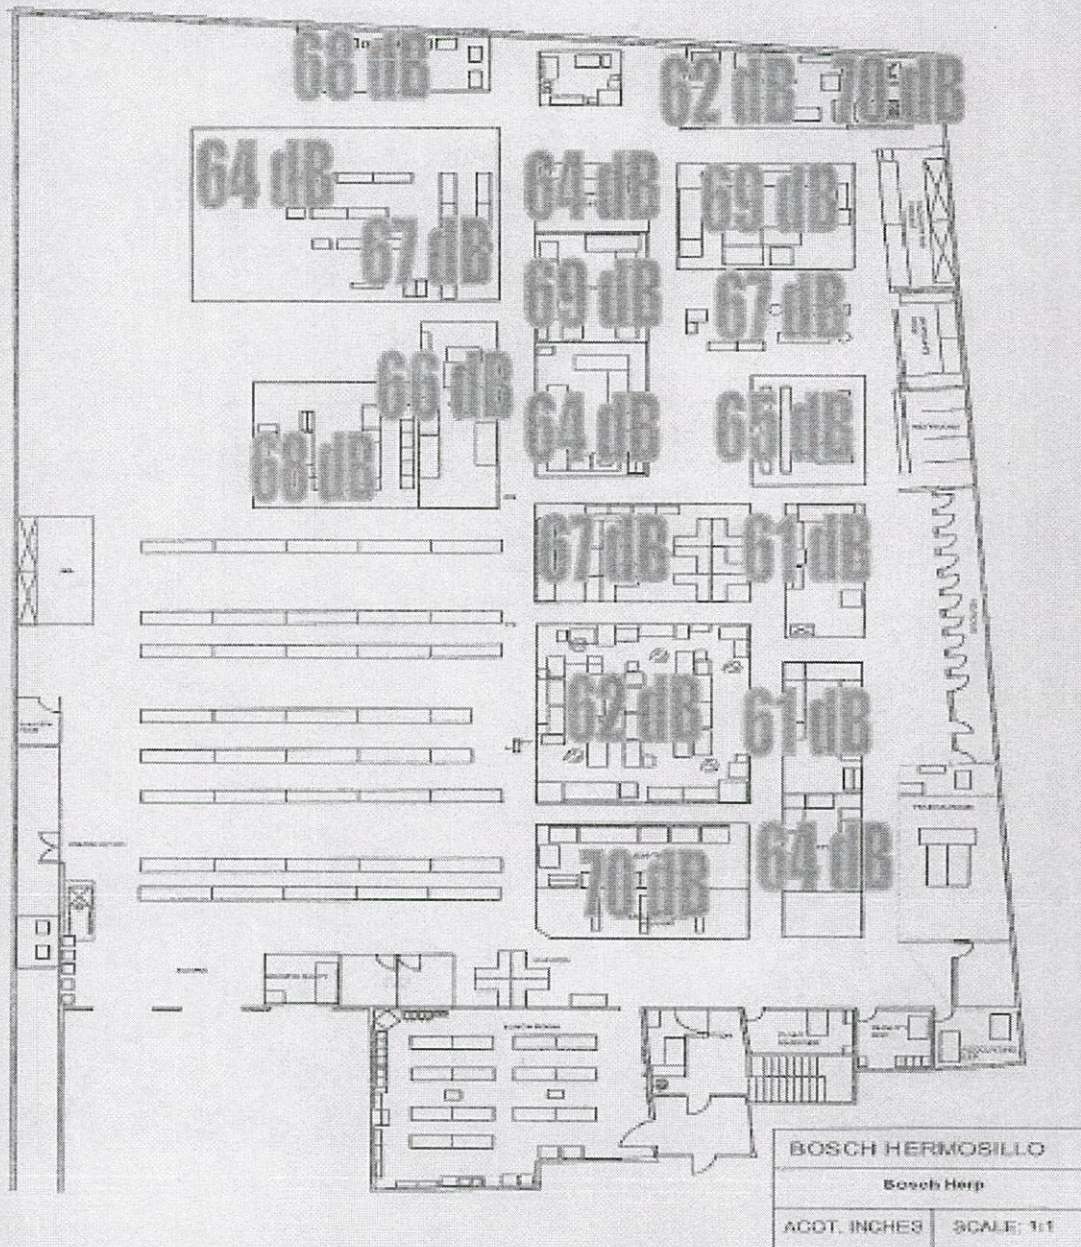 68 dB
62 dB 70 dB
64 dB
64 dB
69 dB
67 dB
69 dB
67 dB
66 dB
68 dB
64 dB
65 dB
67 dB
61 dB
62 dB
61 dB
70 dB
64 dB
LUNCH ROOM
BOSCH HERMOSILLO
Bosch Herp
ACOT. INCHES
SCALE: 1:1